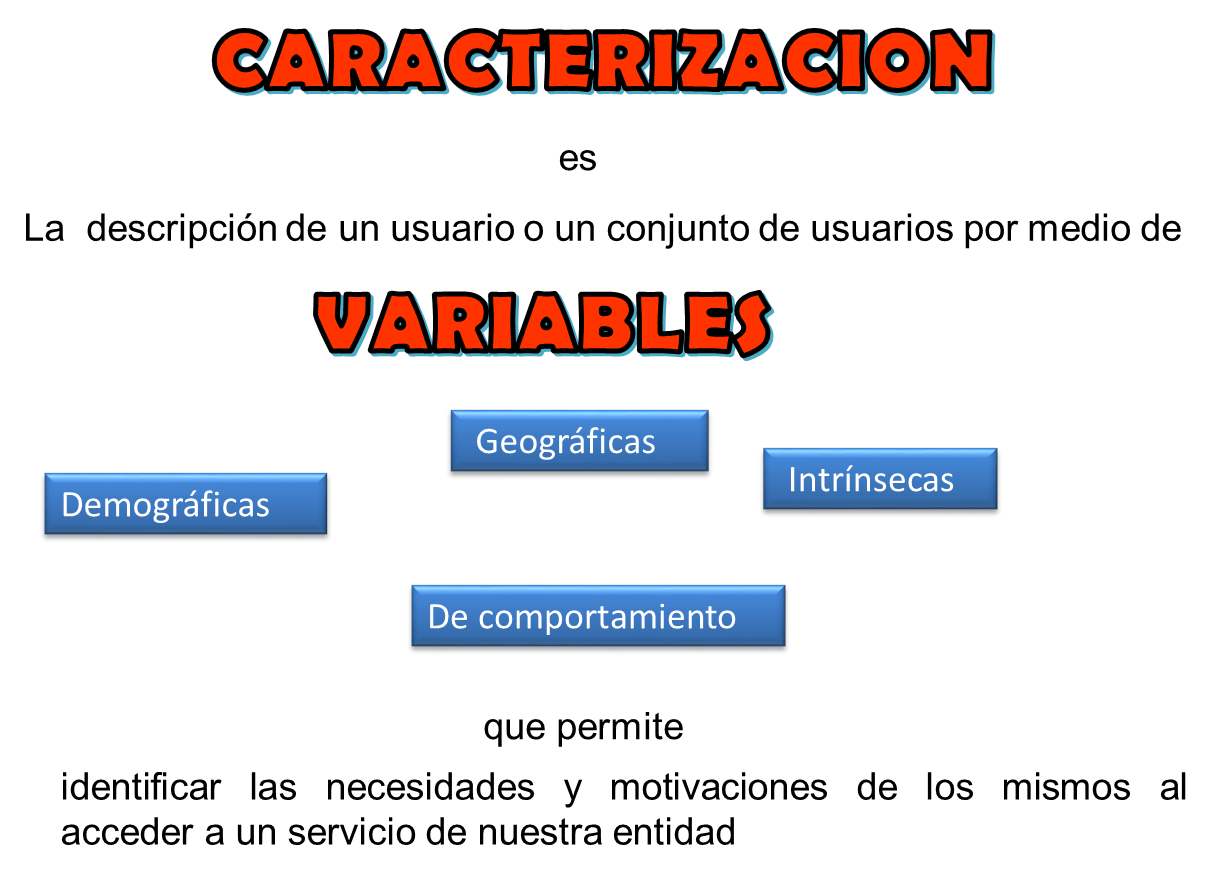 CARACTERIZACION
es
La descripción de un usuario o un conjunto de usuarios por medio de
VARIABLES
Geográficas
Intrínsecas
Demográficas
De comportamiento
que permite
identificar las necesidades y motivaciones de los mismos al
acceder a un servicio de nuestra entidad